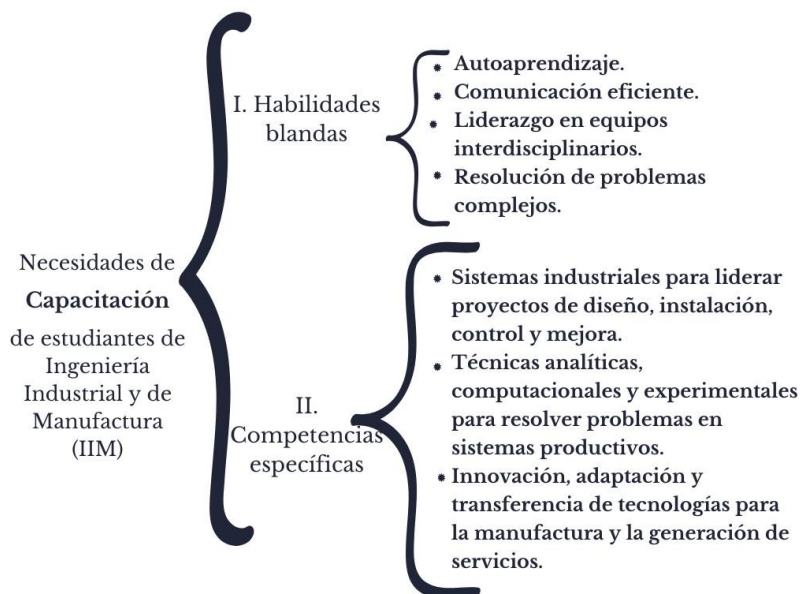 Necesidades de
Capacitación
de estudiantes de
Ingeniería
Industrial y de
Manufactura
(IIM)
I. Habilidades
blandas
Autoaprendizaje.
Comunicación eficiente.
Liderazgo en equipos
interdisciplinarios.
Resolución de problemas
complejos.
II.
Competencias
específicas
Sistemas industriales para liderar
proyectos de diseño, instalación,
control y mejora.
Técnicas analíticas,
computacionales y experimentales
para resolver problemas en
sistemas productivos.
Innovación, adaptación y
transferencia de tecnologías para
la manufactura y la generación de
servicios.